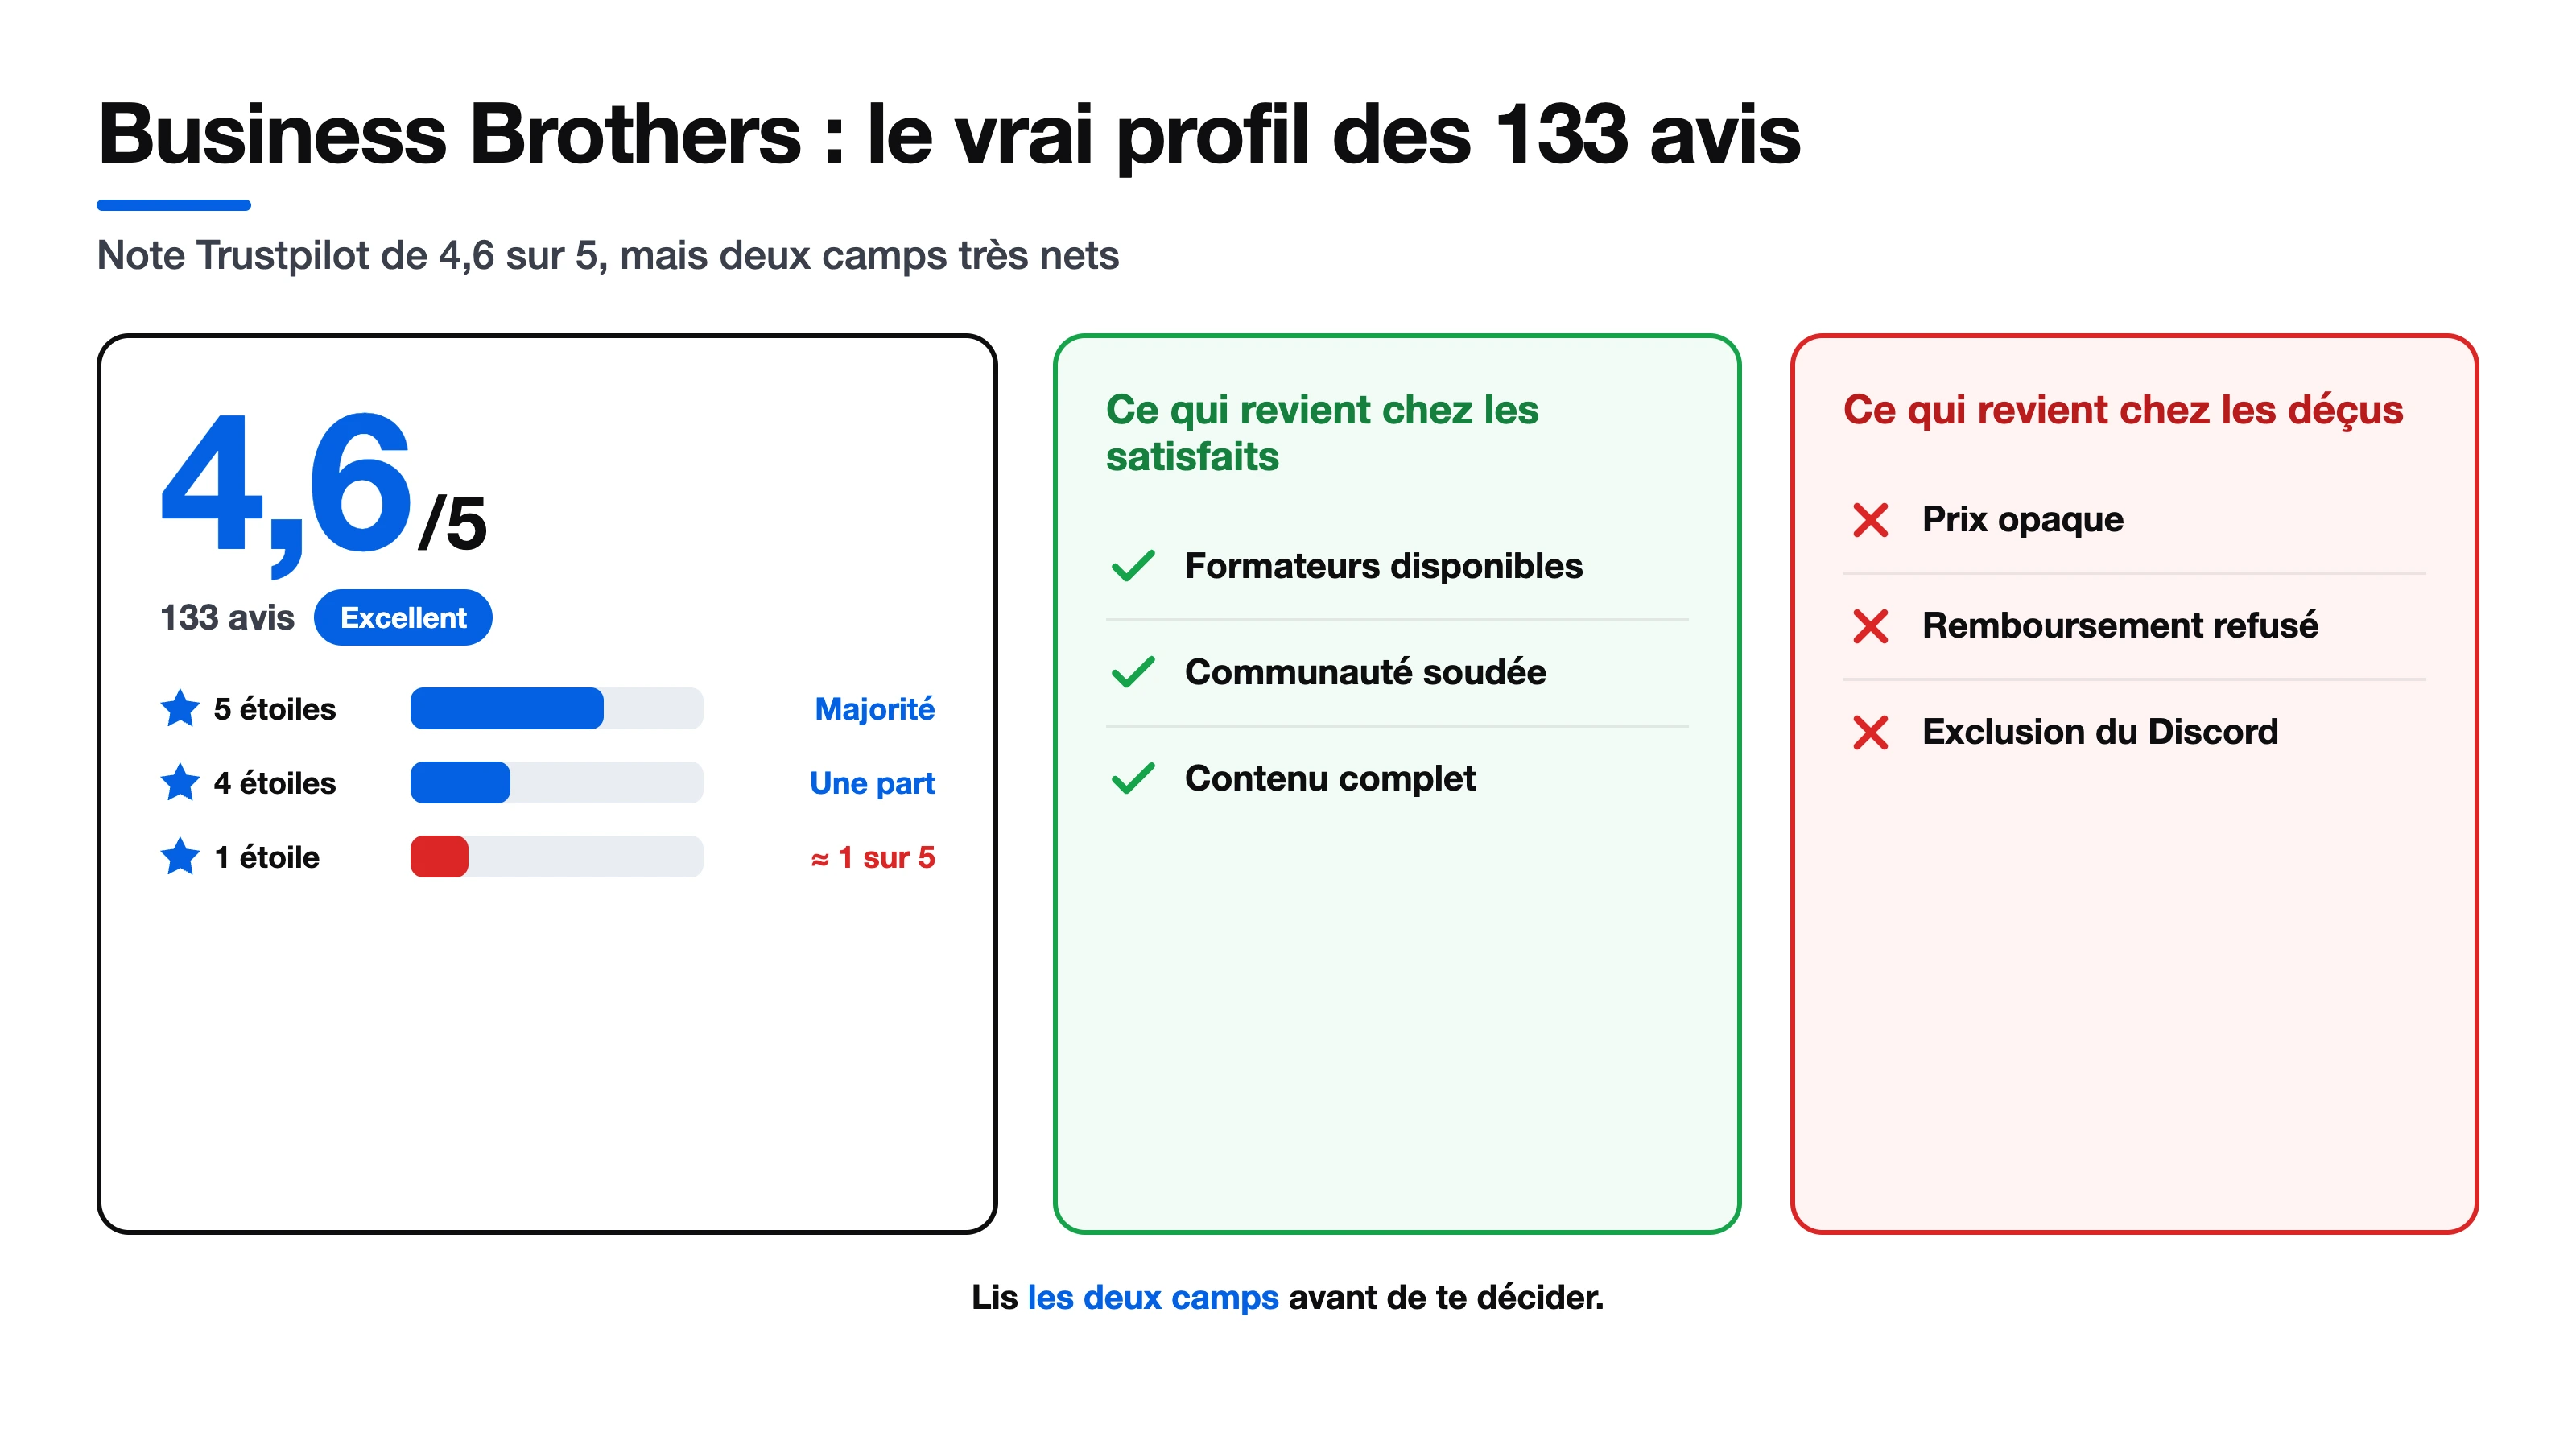 Business Brothers : le vrai profil des 133 avis
Note Trustpilot de 4,6 sur 5, mais deux camps très nets
4,6/5
133 avis Excellent
5 étoiles Majorité
4 étoiles Une part
1 étoile ≈ 1 sur 5
Ce qui revient chez les
satisfaits
Formateurs disponibles
Communauté soudée
Contenu complet
Ce qui revient chez les déçus
Prix opaque
Remboursement refusé
Exclusion du Discord
Lis les deux camps avant de te décider.